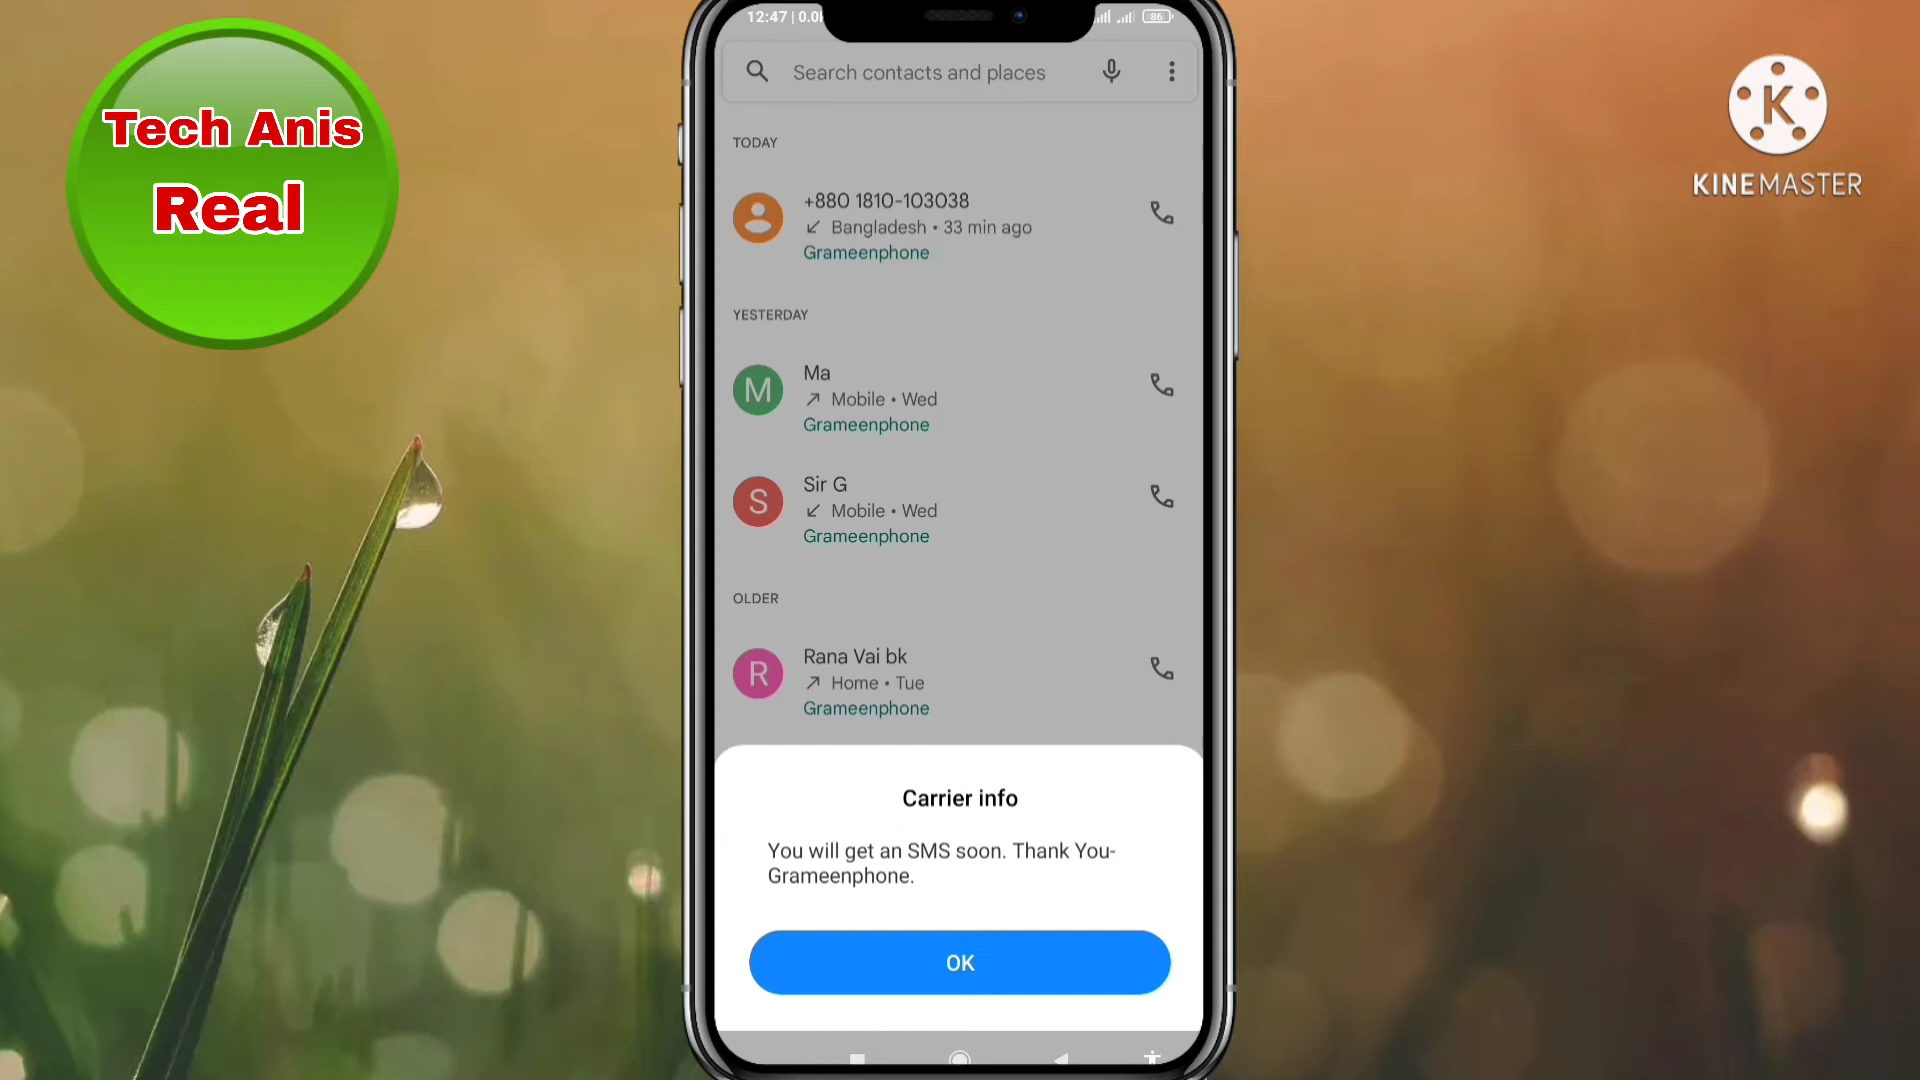 Tech Anis
Real
KINEMASTER
12:47 | 0.0
86
Search contacts and places
TODAY
+880 1810-103038
Bangladesh • 33 min ago
Grameenphone
YESTERDAY
M
Ma
Mobile • Wed
Grameenphone
S
Sir G
Mobile • Wed
Grameenphone
OLDER
R
Rana Vai bk
Home • Tue
Grameenphone
Carrier info
You will get an SMS soon. Thank You-
Grameenphone.
OK